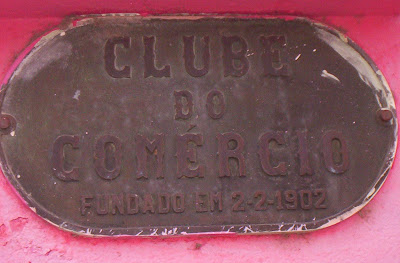 CLUBE
DO
COMÉRCIO
FUNDADO EM 2-2-1902